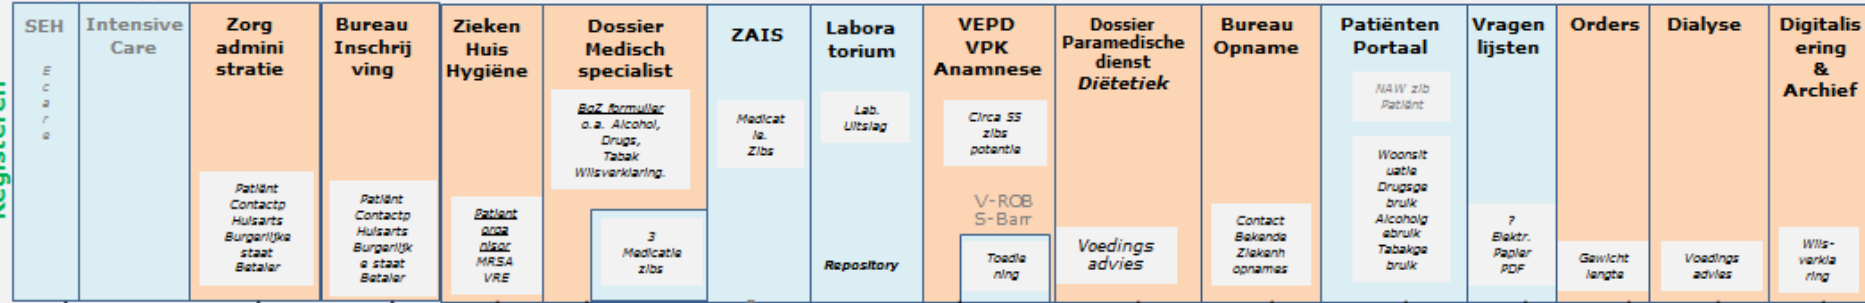 Registeren
SEH
E
c
a
r
e
Intensive
Care
Zorg
admini
stratie
Patiënt
Contactp
Huisarts
Burgerlijke
staat
Betaler
Bureau
Inschrij
ving
Patiënt
Contactp
Huisarts
Burgerlijk
e staat
Betaler
Zieken
Huis
Hygiëne
Patient
orga
nisor
MRSA
VRE
Dossier
Medisch
specialist
BgZ formulier
o.a. Alcohol,
Drugs,
Tabak
Wilsverklaring.
3
Medicatie
zibs
ZAIS
Medicat
ie.
Zibs
Labora
torium
Lab.
Uitslag
Repository
VEPD
VPK
Anamnese
Circa 55
zibs
potentie
V-ROB
S-Barr
Toedie
ning
Dossier
Paramedische
dienst
Diëtetiek
Voedings
advies
Bureau
Opname
Contact
Bekende
Ziekenh
opnames
Patiënten
Portaal
NAW zib
Patiënt
Woonsit
uatie
Drugsge
bruik
Alcoholg
ebruik
Tabakge
bruik
Vragen
lijsten
?
Elektr.
Papier
PDF
Orders
Gewicht
lengte
Dialyse
Voedings
advies
Digitalis
ering
&
Archief
Wils-
verkla
ring